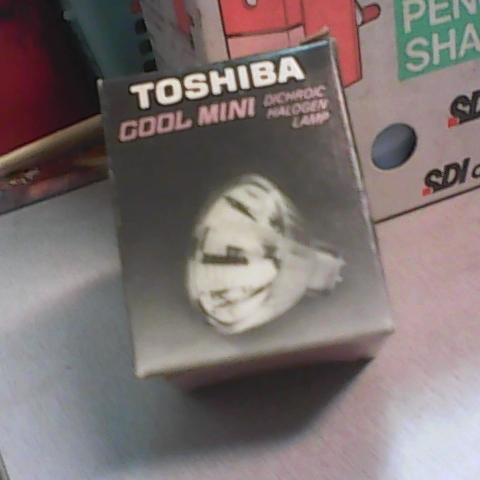 TOSHIBA
COOL MINI
DICHROIC
HALOGEN
LAMP
PEN
SHA
SDI
SDI